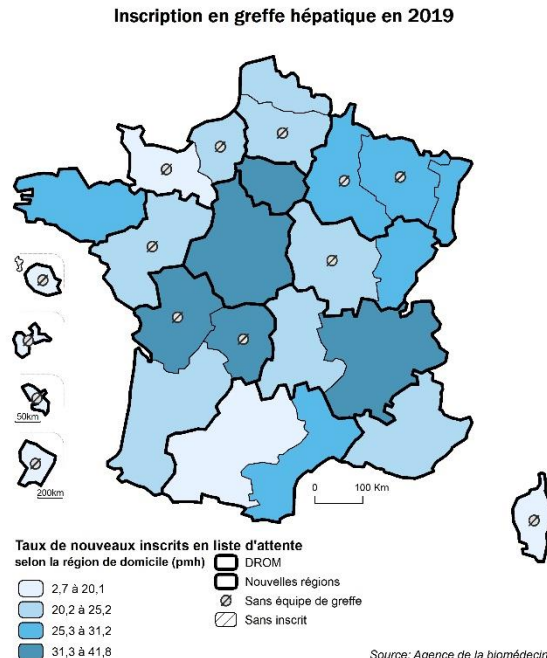 Inscription en greffe hépatique en 2019
50km
200km
0 100 Km
Taux de nouveaux inscrits en liste d'attente
selon la région de domicile (pmh)
DROM
Nouvelles régions
2,7 à 20,1
Sans équipe de greffe
20,2 à 25,2
Sans inscrit
25,3 à 31,2
31,3 à 41,8
Source: Agence de la biomédecin